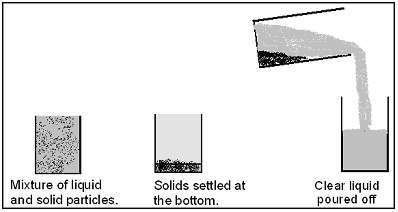 Mixture of liquid
and solid particles.
Solids settled at
the bottom.
Clear liquid
poured off